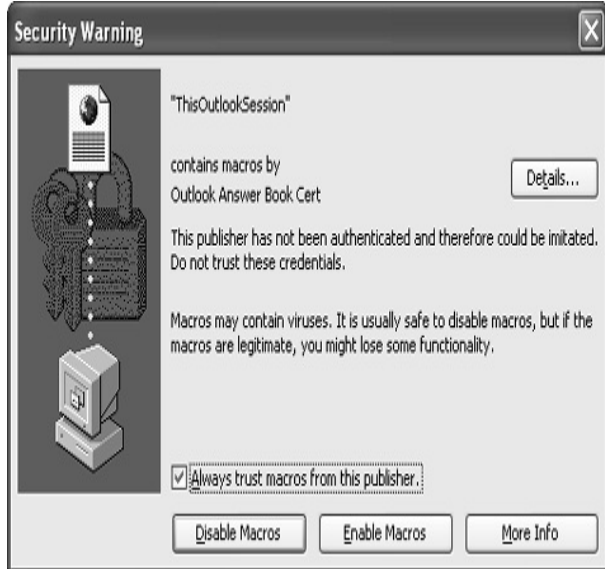 Security Warning
"ThisOutlookSession"
contains macros by
Outlook Answer Book Cert
Details...
This publisher has not been authenticated and therefore could be imitated.
Do not trust these credentials.
Macros may contain viruses. It is usually safe to disable macros, but if the
macros are legitimate, you might lose some functionality.
Always trust macros from this publisher.
Disable Macros
Enable Macros
More Info